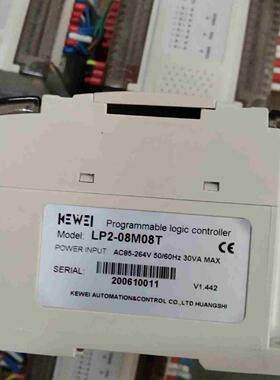 KEWEI Programmable logic controller
Model: LP2-08M08T
POWER INPUT: AC85-264V 50/60Hz 30VA MAX
SERIAL: 200610011 V1.442
KEWEI AUTOMATION&CONTROL CO.,LTD HUANGSHI